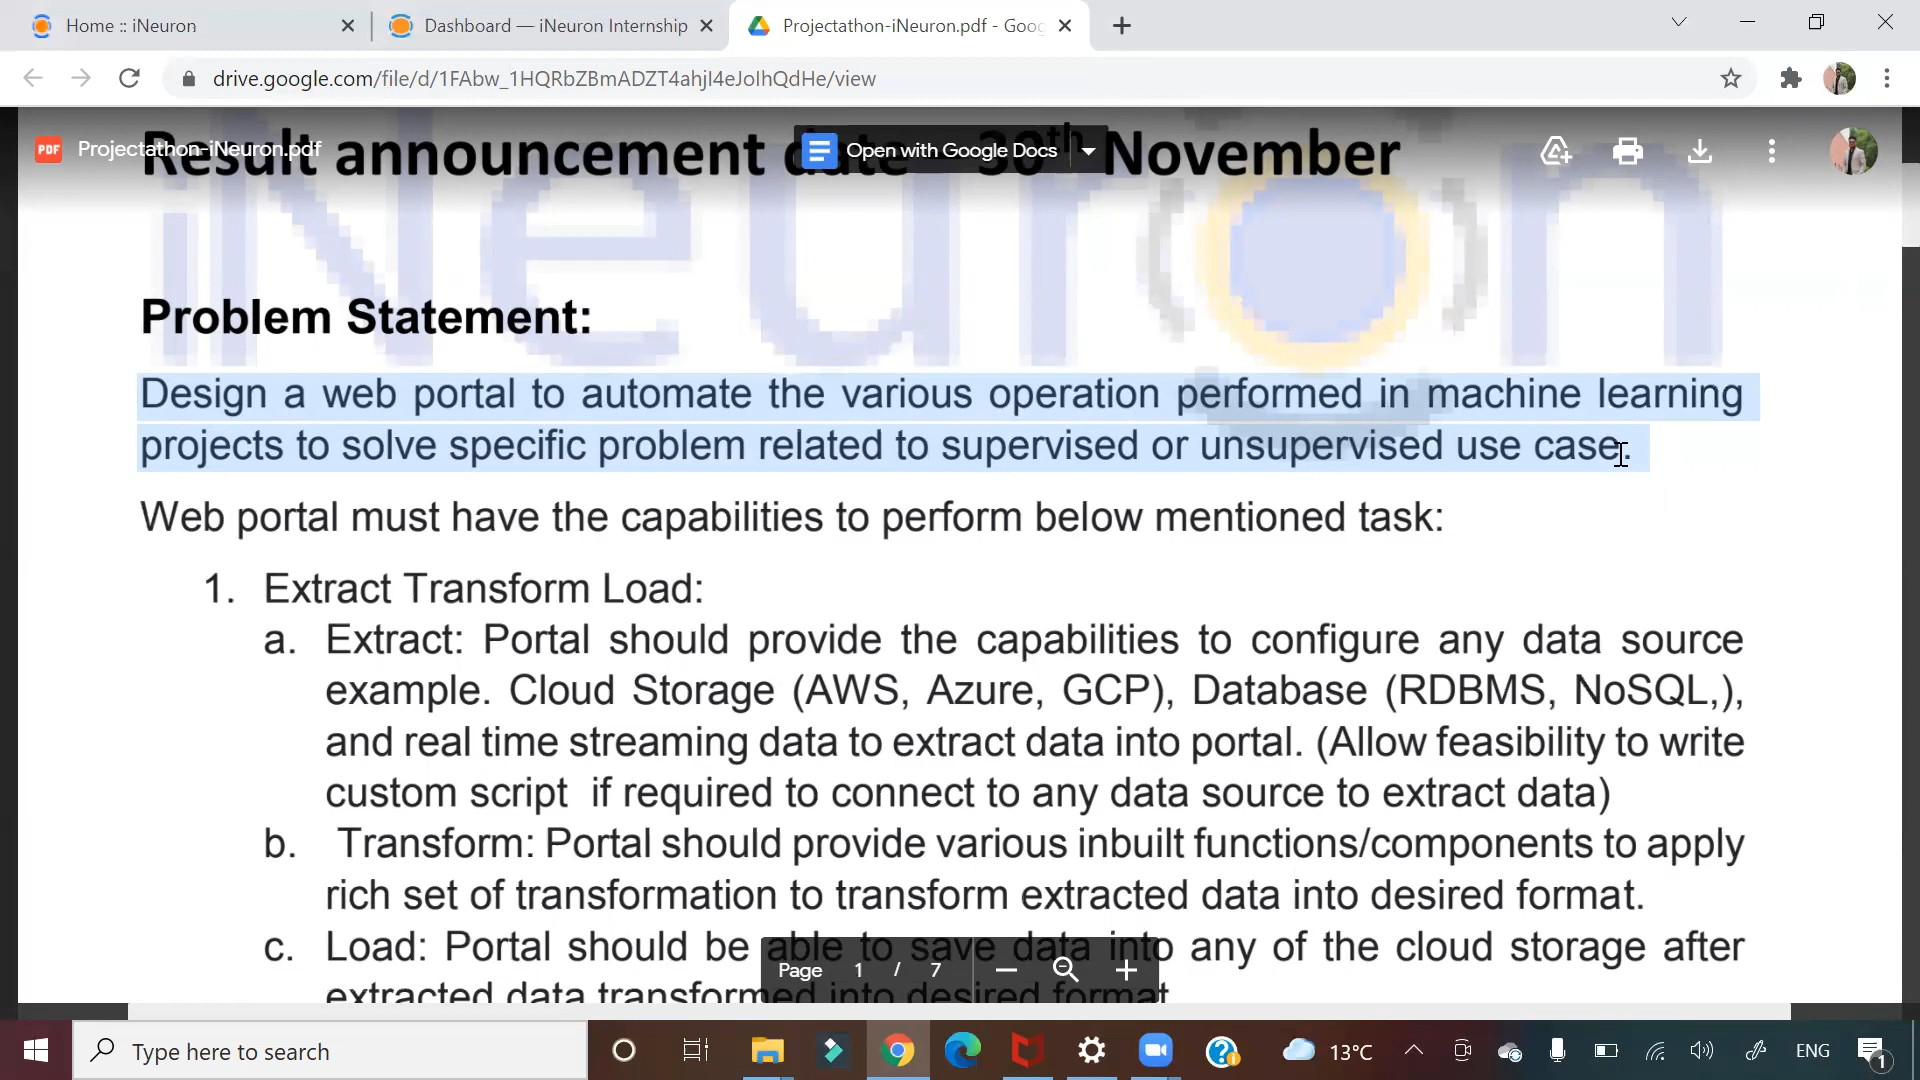 Home :: iNeuron
Dashboard — iNeuron Internship
Projectathon-iNeuron.pdf - Goog
drive.google.com/file/d/1FAbw_1HQRbZBmADZT4ahjI4eJoIhQdHe/view
PDF
Projectathon-iNeuron.pdf
Open with Google Docs
Result announcement date 30th November
iNeuron
Problem Statement:
Design a web portal to automate the various operation performed in machine learning
projects to solve specific problem related to supervised or unsupervised use case.
Web portal must have the capabilities to perform below mentioned task:
1. Extract Transform Load:
a. Extract: Portal should provide the capabilities to configure any data source
example. Cloud Storage (AWS, Azure, GCP), Database (RDBMS, NoSQL,),
and real time streaming data to extract data into portal. (Allow feasibility to write
custom script if required to connect to any data source to extract data)
b. Transform: Portal should provide various inbuilt functions/components to apply
rich set of transformation to transform extracted data into desired format.
c. Load: Portal should be able to save data into any of the cloud storage after
extracted data transformed into desired format
Page 1 / 7
Type here to search
13°C
ENG
1